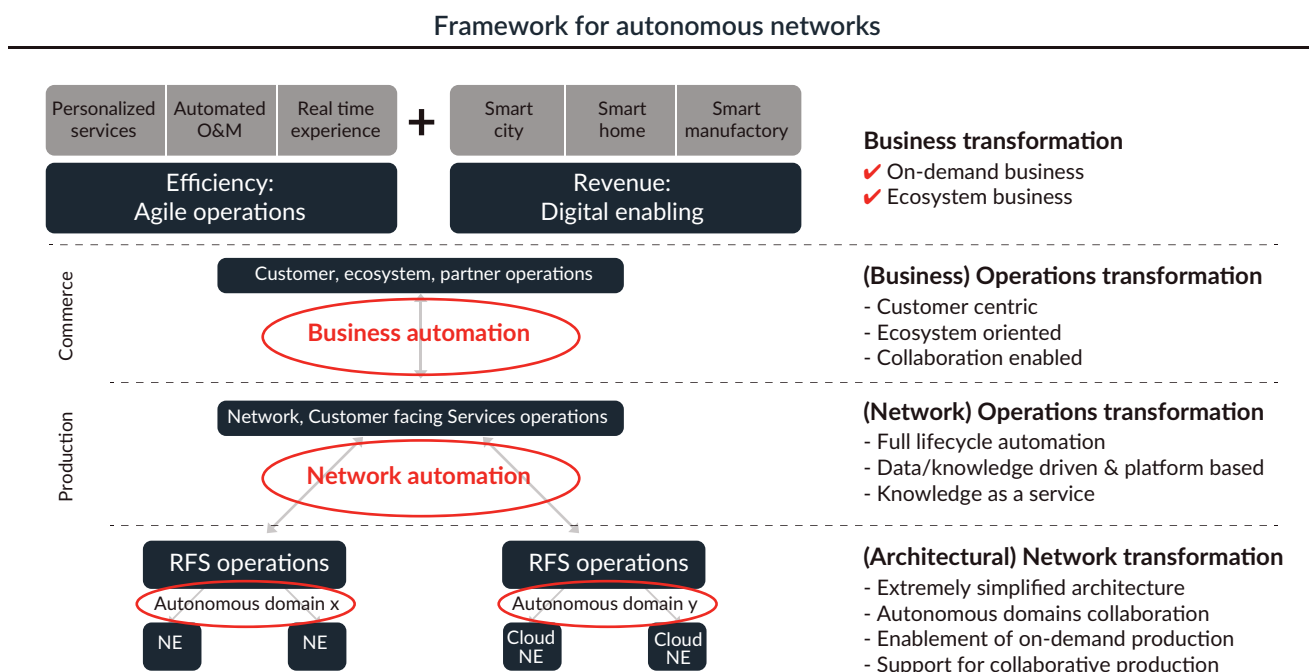 Framework for autonomous networks
Personalized
services
Automated
O&M
Real time
experience
+
Smart
city
Smart
home
Smart
manufactory
Efficiency:
Agile operations
Revenue:
Digital enabling
Business transformation
✔ On-demand business
✔ Ecosystem business
Commerce
Customer, ecosystem, partner operations
Business automation
(Business) Operations transformation
- Customer centric
- Ecosystem oriented
- Collaboration enabled
Production
Network, Customer facing Services operations
Network automation
(Network) Operations transformation
- Full lifecycle automation
- Data/knowledge driven & platform based
- Knowledge as a service
RFS operations
Autonomous domain x
NE
NE
RFS operations
Autonomous domain y
Cloud
NE
Cloud
NE
(Architectural) Network transformation
- Extremely simplified architecture
- Autonomous domains collaboration
- Enablement of on-demand production
- Support for collaborative production